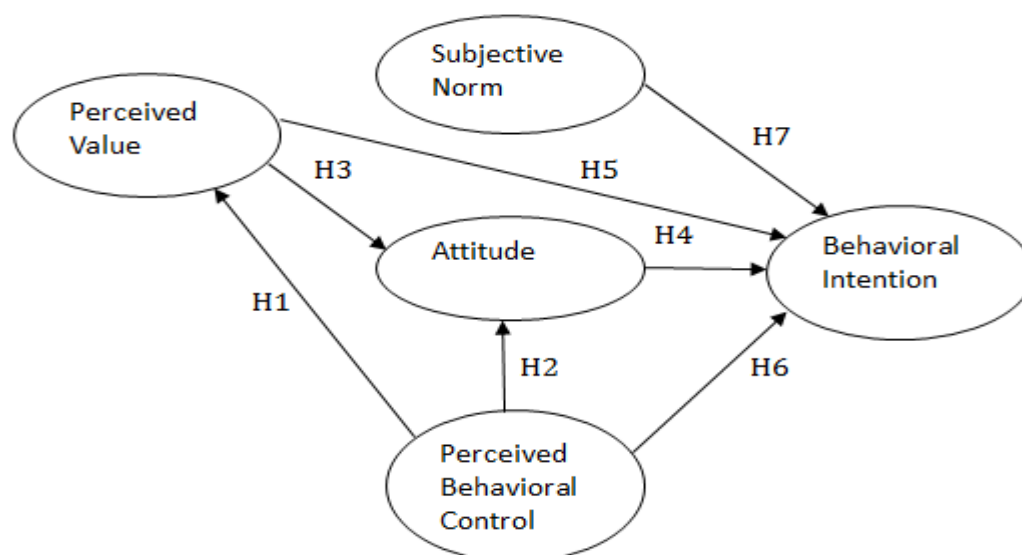 Subjective
Norm
Perceived
Value
H7
H3
H5
Attitude
H4
Behavioral
Intention
H1
H2
H6
Perceived
Behavioral
Control